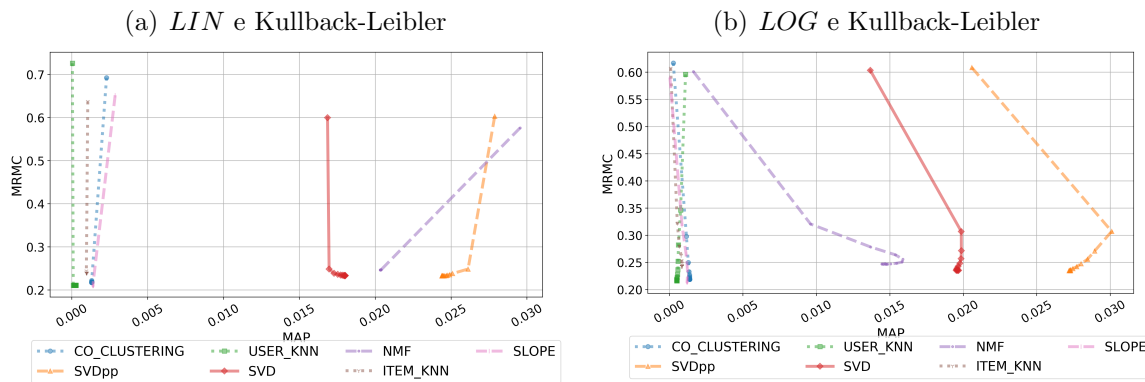 (a) LIN e Kullback-Leibler
MRMC
0.7
0.6
0.5
0.4
0.3
0.2
0.000
0.005
0.010
0.015
0.020
0.025
0.030
MAP
CO_CLUSTERING
USER_KNN
NMF
SLOPE
SVDpp
SVD
ITEM_KNN
(b) LOG e Kullback-Leibler
MRMC
0.60
0.55
0.50
0.45
0.40
0.35
0.30
0.25
0.20
0.000
0.005
0.010
0.015
0.020
0.025
0.030
MAP
CO_CLUSTERING
USER_KNN
NMF
SLOPE
SVDpp
SVD
ITEM_KNN